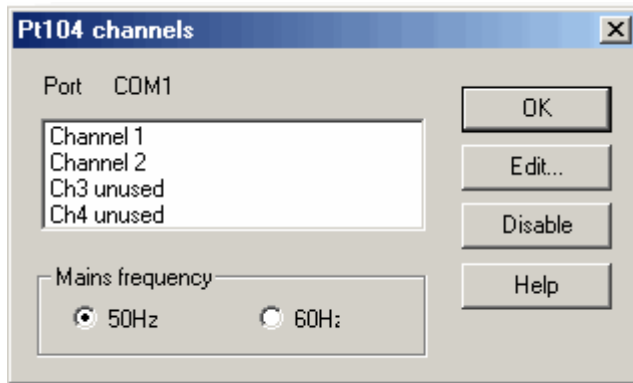 Pt104 channels
Port COM1
Channel 1
Channel 2
Ch3 unused
Ch4 unused
OK
Edit...
Disable
Help
Mains frequency
50Hz
60Hz